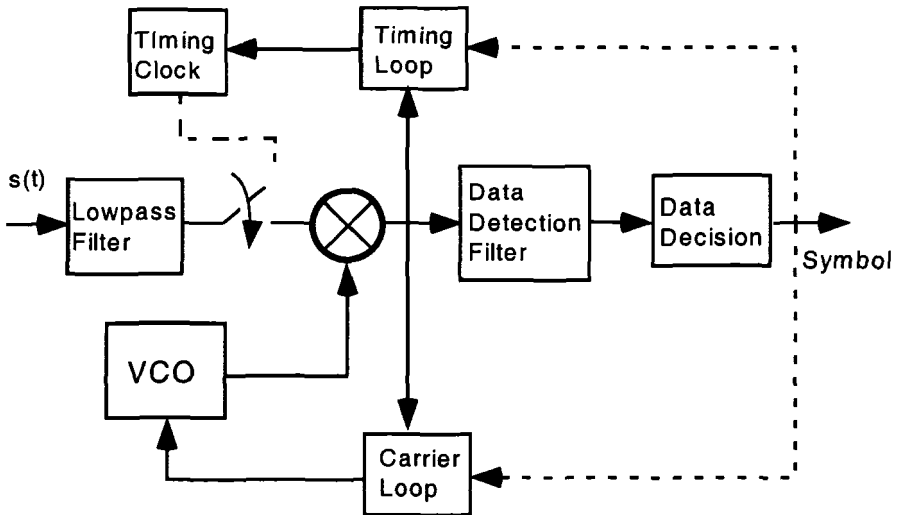 TIming
Clock
Timing
Loop
s(t)
Lowpass
Filter
Data
Detection
Filter
Data
Decision
Symbol
VCO
Carrier
Loop